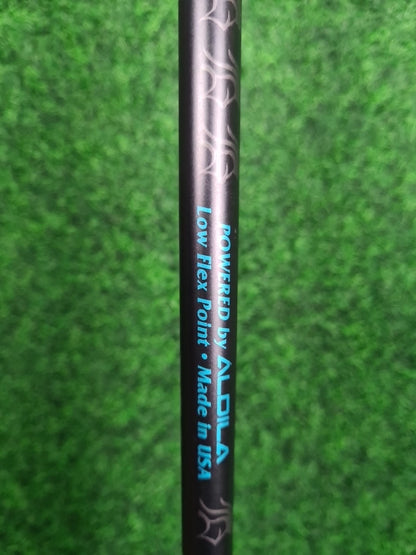 POWERED by ALDILA
Low Flex Point • Made in USA